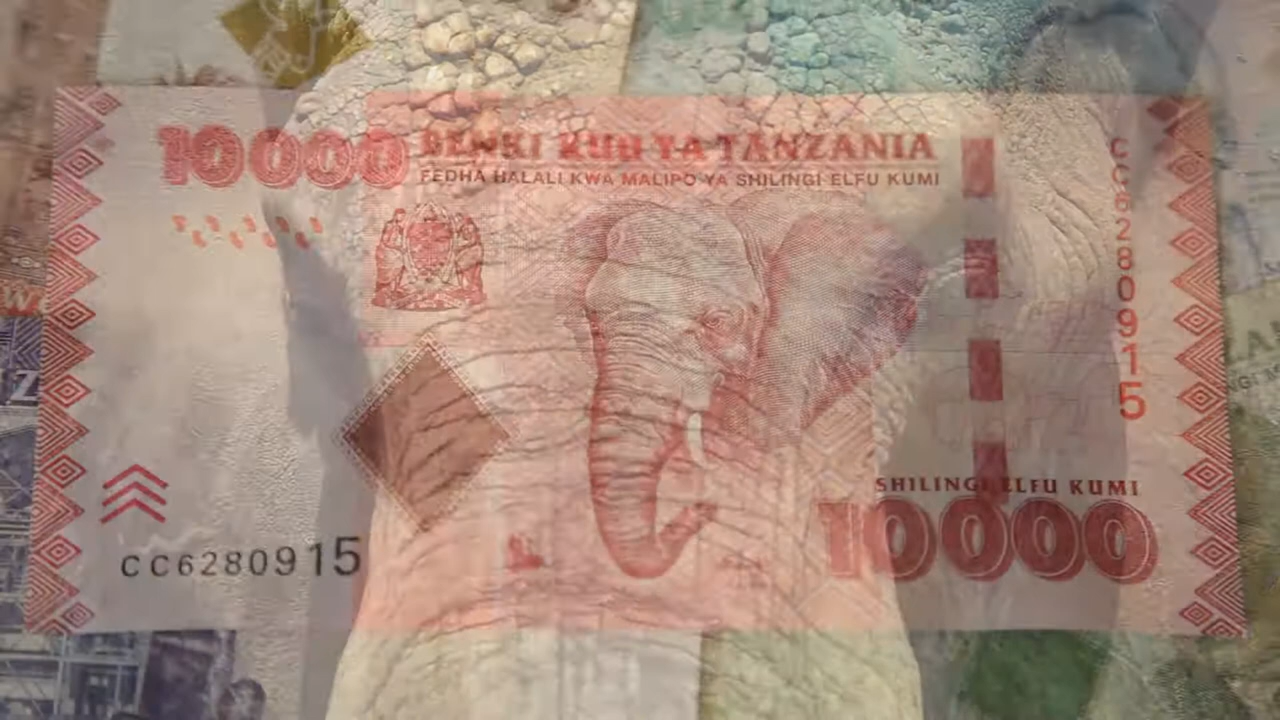 10000
BENKI KUU YA TANZANIA
FEDHA HALALI KWA MALIPO YA SHILINGI ELFU KUMI
CC6280915
SHILINGI ELFU KUMI
10000
CC6280915